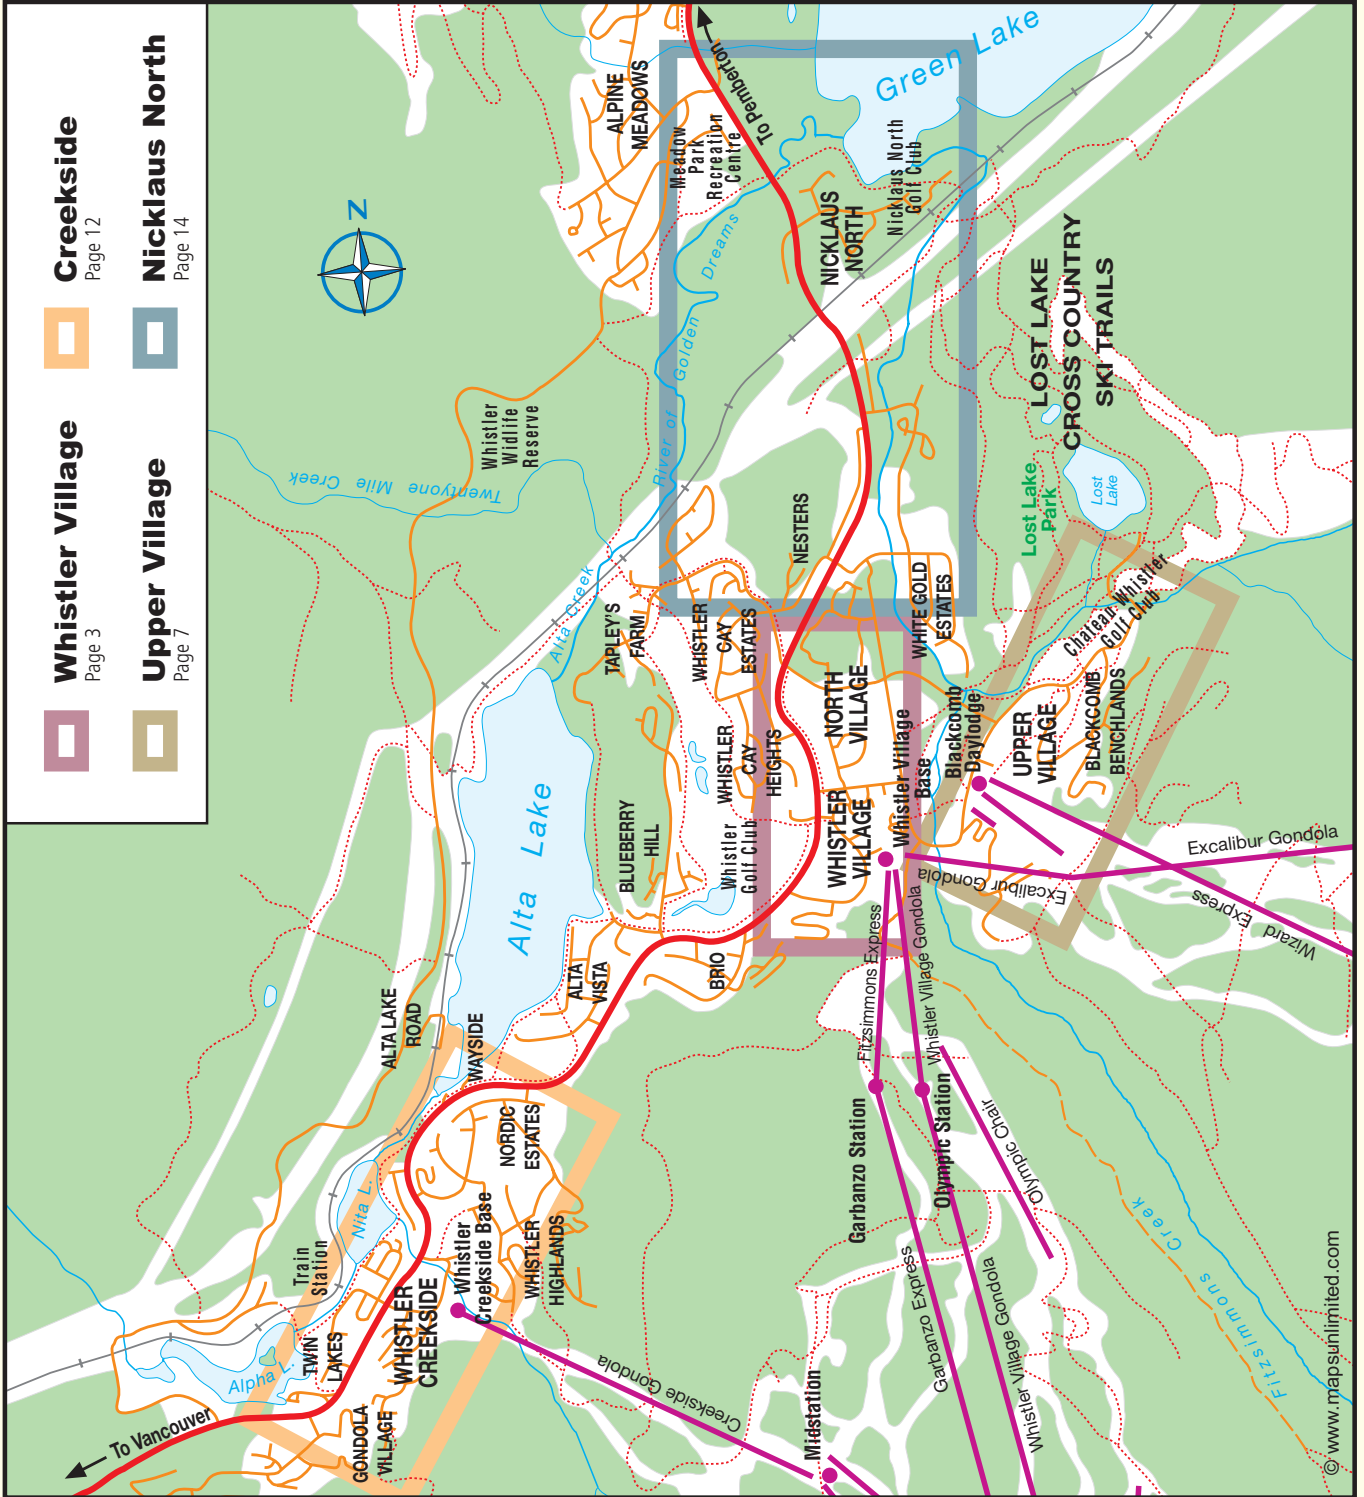 Whistler Village
Page 3
Creekside
Page 12
Upper Village
Page 7
Nicklaus North
Page 14
N
To Pemberton
Green Lake
ALPINE
MEADOWS
Meadow
Park
Recreation
Centre
Nicklaus North
Golf Club
NICKLAUS
NORTH
River of Golden Dreams
Whistler
Widlife
Reserve
Twentyone Mile Creek
LOST LAKE
CROSS COUNTRY
SKI TRAILS
Lost Lake
Park
Lost
Lake
NESTERS
WHITE GOLD
ESTATES
Alta Creek
TAPLEY'S
FARM
WHISTLER
CAY
ESTATES
WHISTLER
CAY
HEIGHTS
NORTH
VILLAGE
WHISTLER
VILLAGE
Whistler Village
Base
Blackcomb
Daylodge
UPPER
VILLAGE
Chateau Whistler
Golf Club
BLACKCOMB
BENCHLANDS
Excalibur Gondola
Excalibur Gondola
Wizard Express
Alta Lake
BLUEBERRY
HILL
Whistler
Golf Club
ALTA
VISTA
BRIO
Fitzsimmons Express
Whistler Village Gondola
ALTA LAKE
ROAD
WAYSIDE
NORDIC
ESTATES
Garbanzo Station
Olympic Station
Olympic Chair
Nita L.
Train
Station
Whistler
Creekside Base
WHISTLER
HIGHLANDS
WHISTLER
CREEKSIDE
TWIN
LAKES
Alpha L.
GONDOLA
VILLAGE
To Vancouver
Creekside Gondola
Midstation
Garbanzo Express
Whistler Village Gondola
Fitzsimmons Creek
© www.mapsunlimited.com